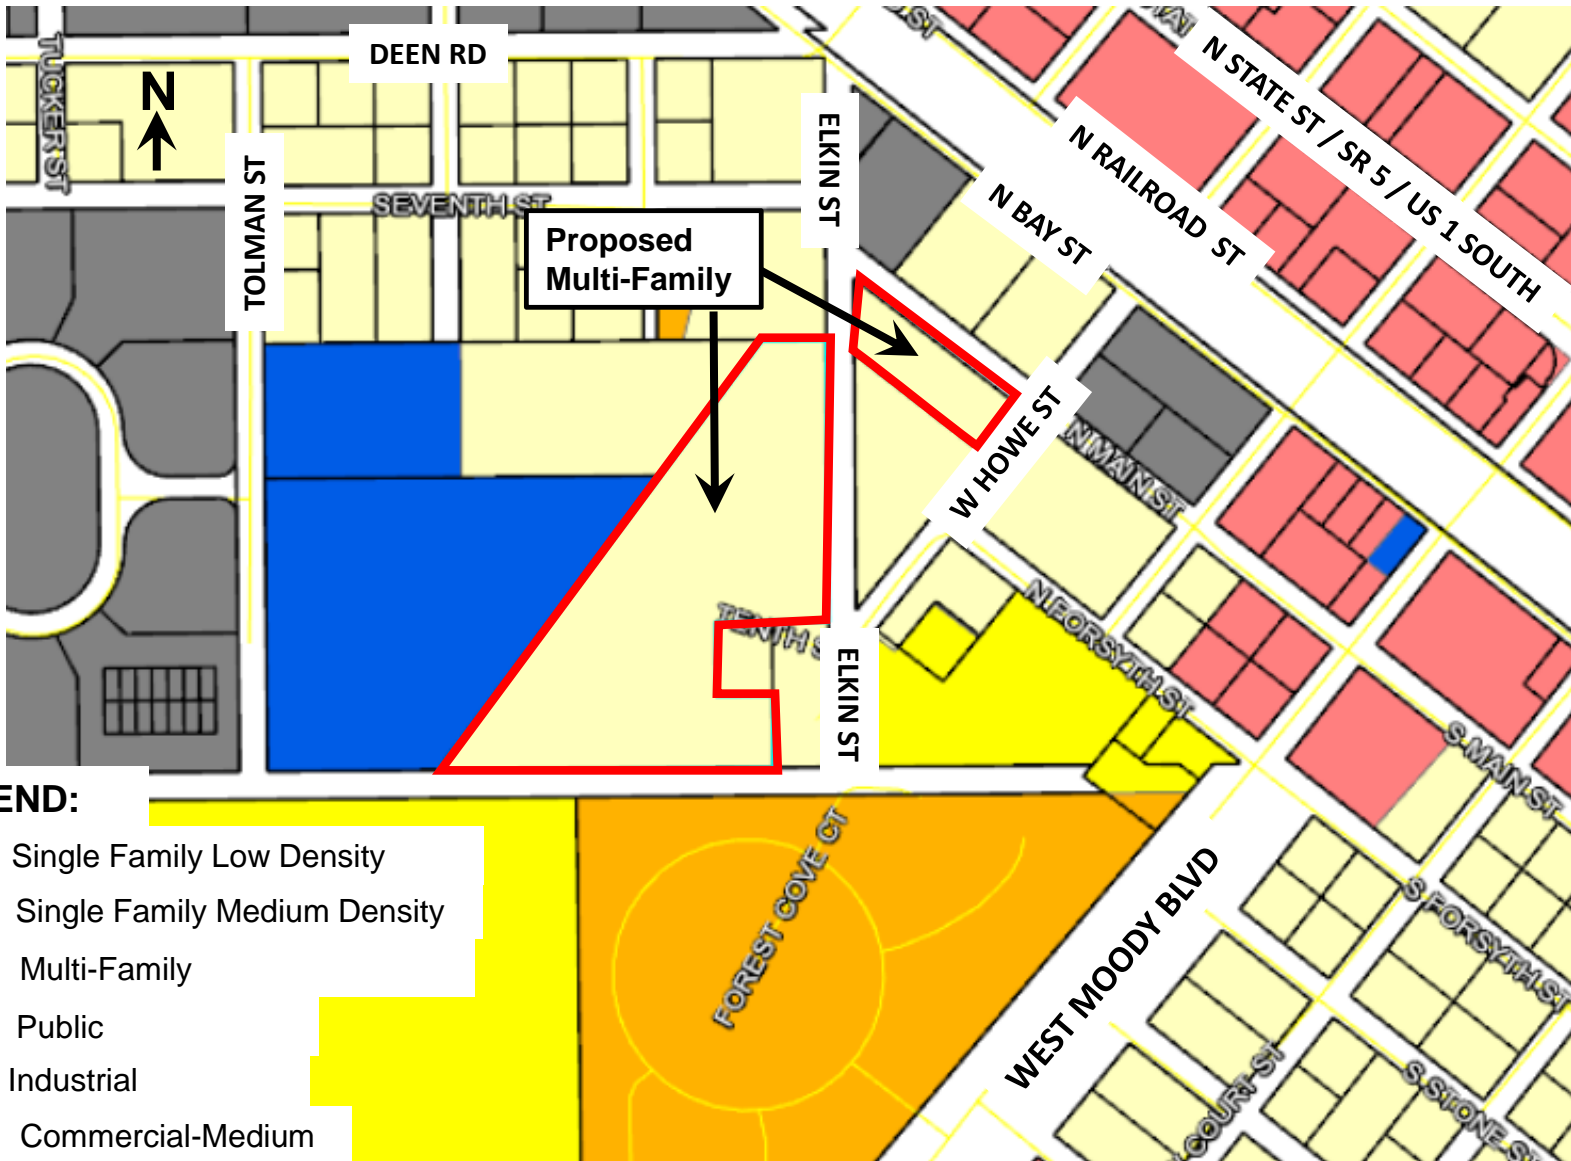 DEEN RD
N STATE ST / SR 5 / US 1 SOUTH
TUCKER ST
N
TOLMAN ST
ELKIN ST
N RAILROAD ST
SEVENTH ST
N BAY ST
Proposed
Multi-Family
W HOWE ST
N MAIN ST
N FORSYTH ST
TENTH
ELKIN ST
S MAIN ST
END:
Single Family Low Density
Single Family Medium Density
Multi-Family
Public
Industrial
Commercial-Medium
FOREST COVE CT
WEST MOODY BLVD
S FORSYTH ST
S STONE ST
COURT ST